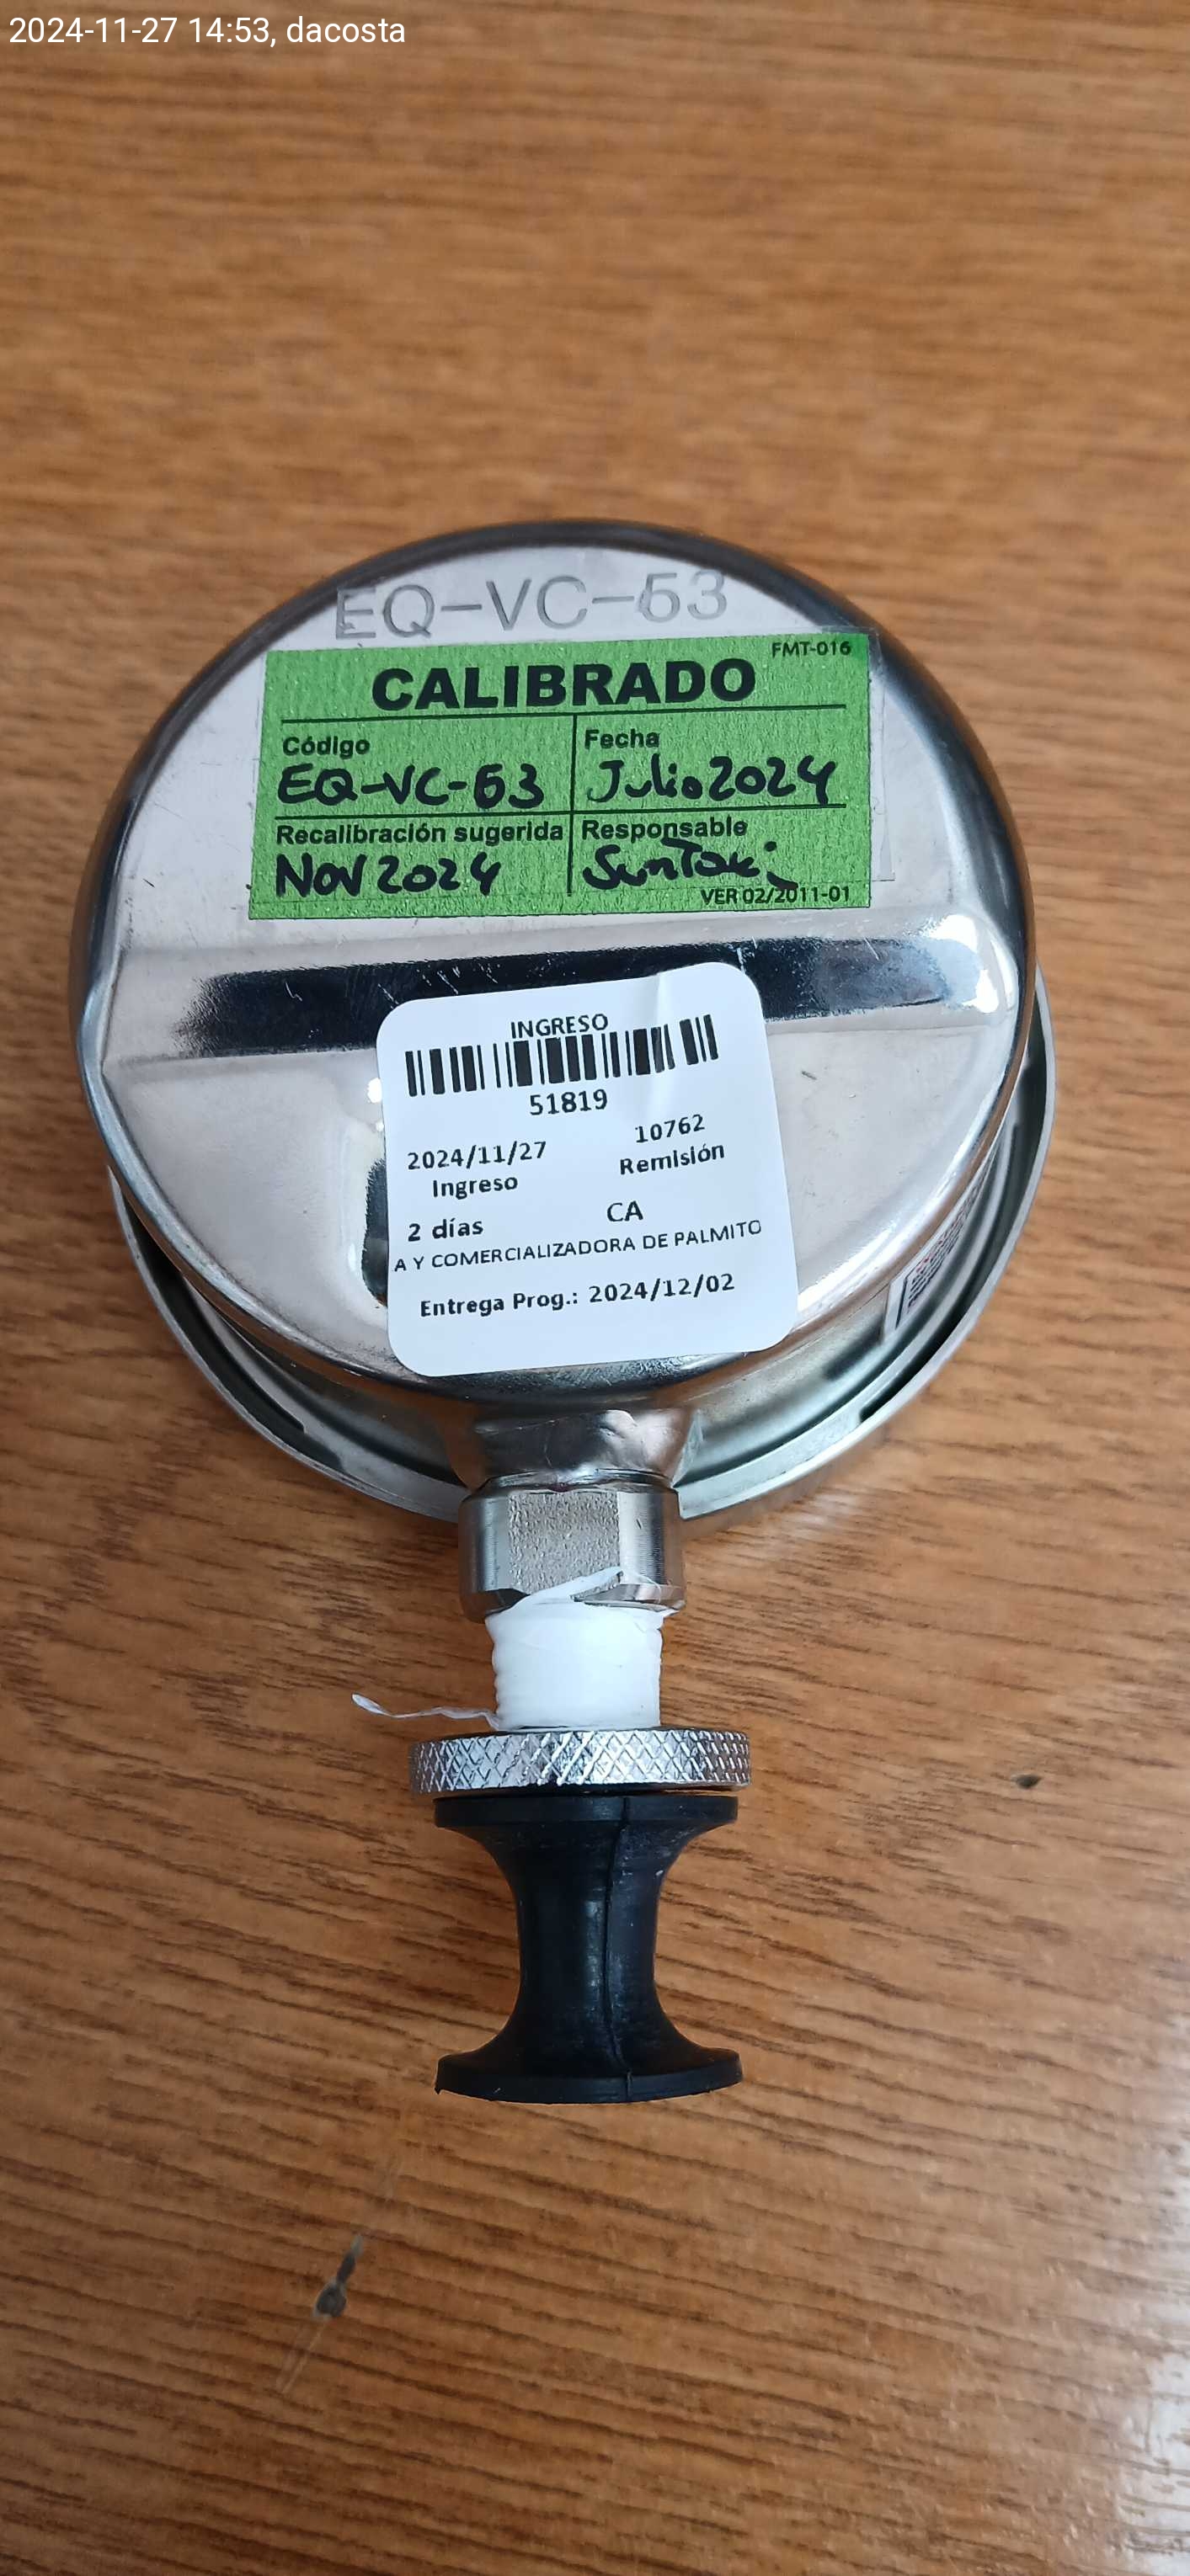 2024-11-27 14:53, dacosta
EQ-VC-63
FMT-016
CALIBRADO
Código
Fecha
EQ-VC-63
Julio 2024
Recalibración sugerida
Responsable
Nov 2024
VER 02/2011-01
INGRESO
51819
2024/11/27
10762
Ingreso
Remisión
2 días
CA
A Y COMERCIALIZADORA DE PALMITO
Entrega Prog.: 2024/12/02